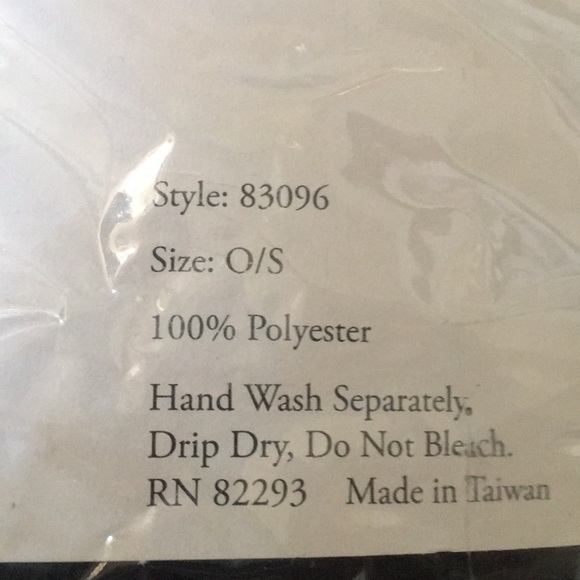 Style: 83096
Size: O/S
100% Polyester
Hand Wash Separately,
Drip Dry, Do Not Bleach.
RN 82293 Made in Taiwan